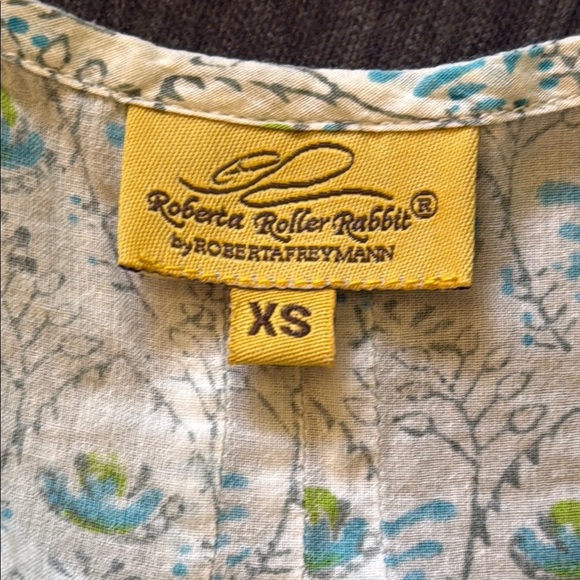 Roberta Roller Rabbit®
by ROBERTAFREYMANN
XS